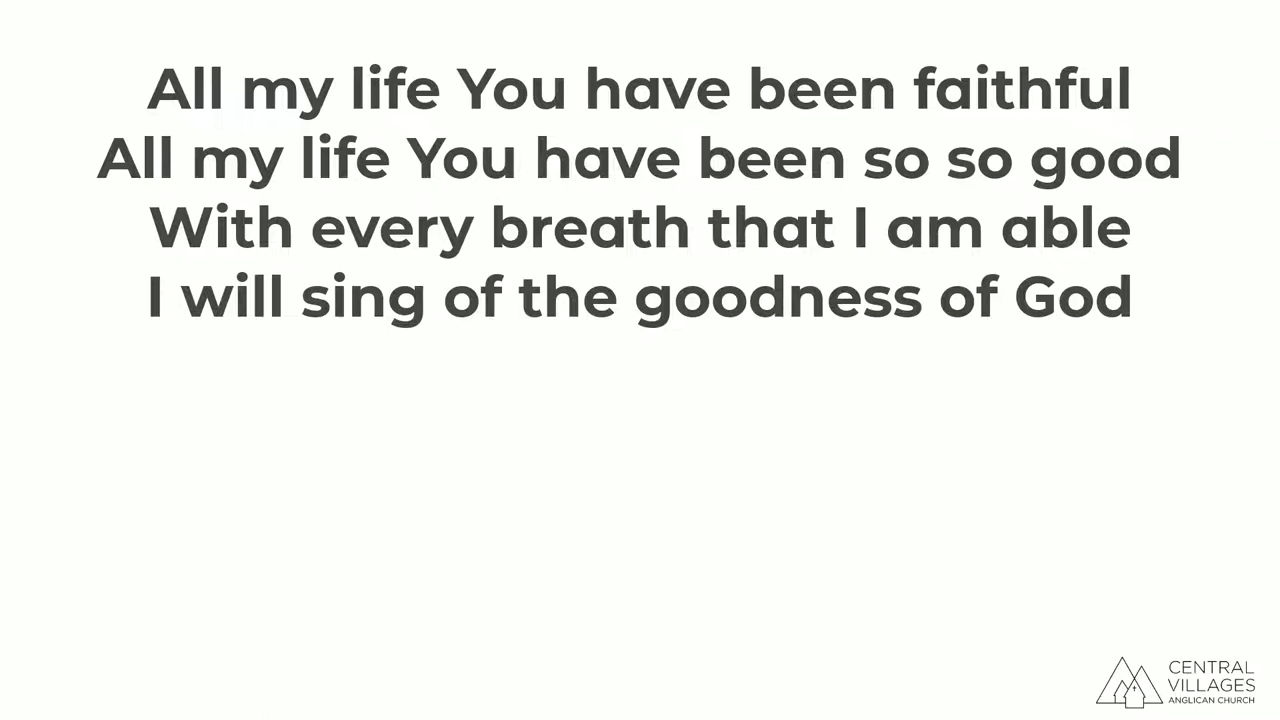 All my life You have been faithful
All my life You have been so so good
With every breath that I am able
I will sing of the goodness of God
CENTRAL
VILLAGES
ANGLICAN CHURCH